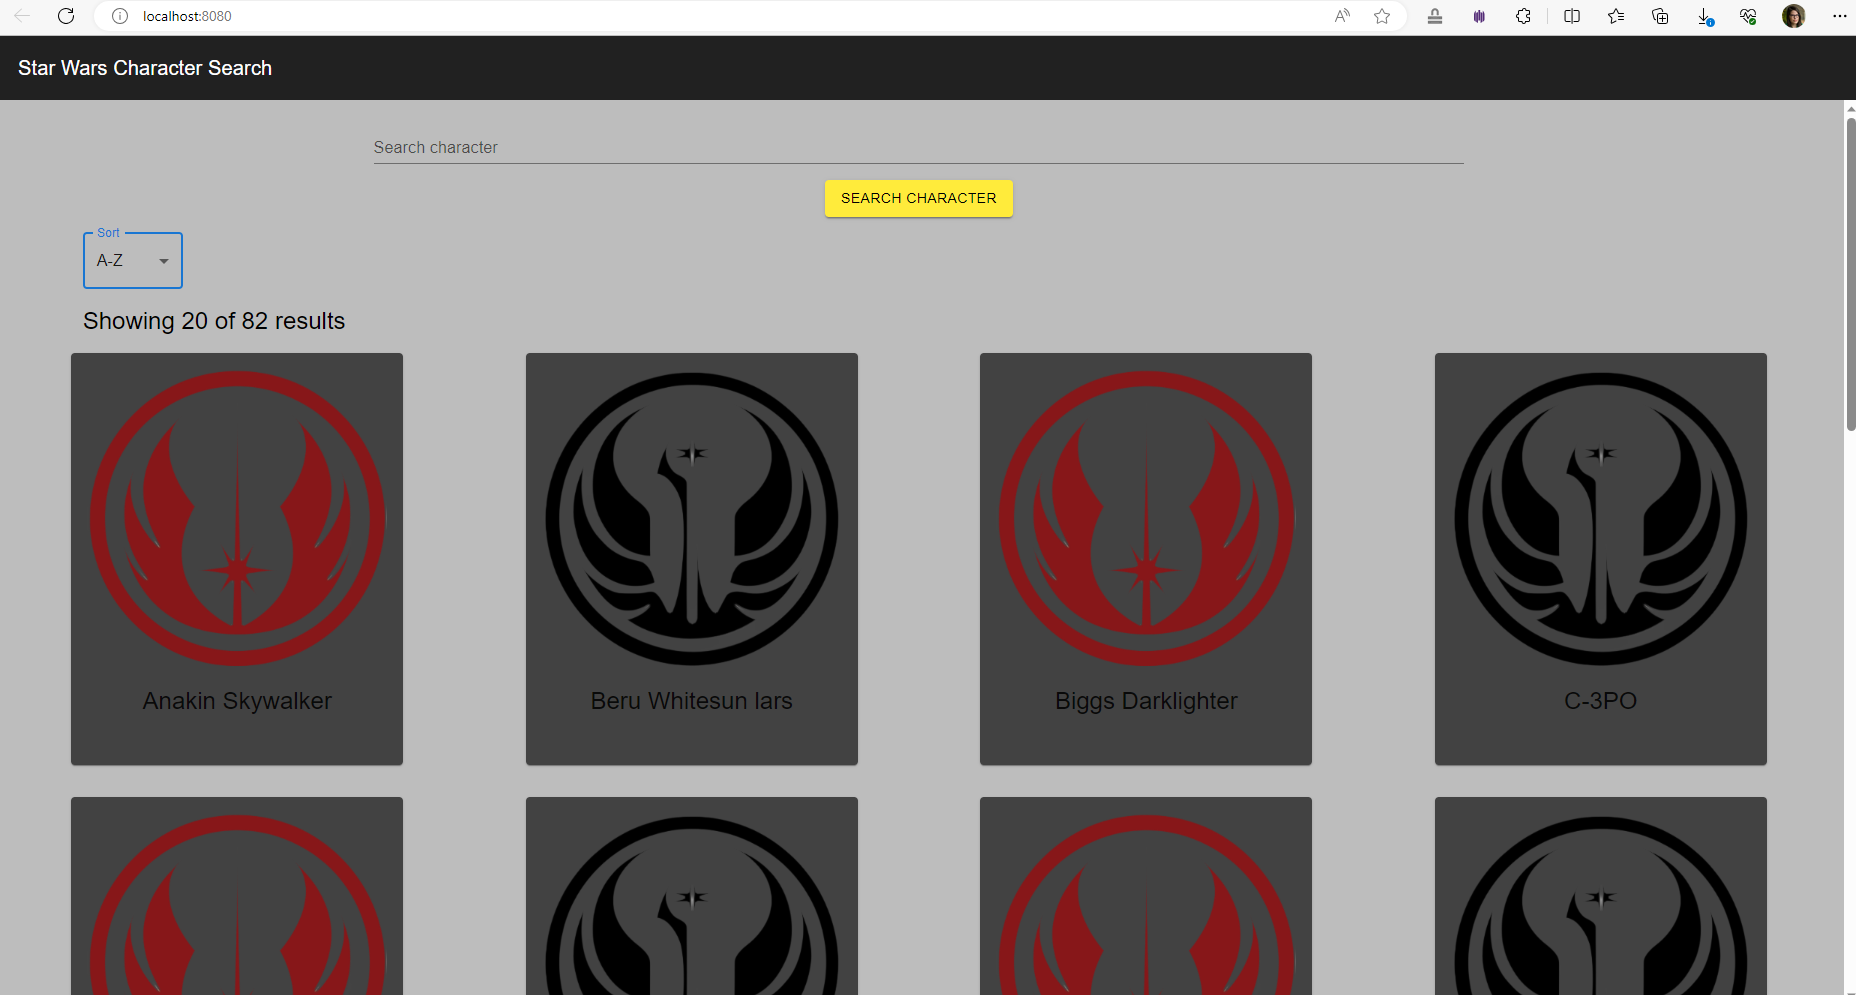 localhost:8080
Star Wars Character Search
Search character
SEARCH CHARACTER
Sort
A-Z
Showing 20 of 82 results
Anakin Skywalker
Beru Whitesun lars
Biggs Darklighter
C-3PO